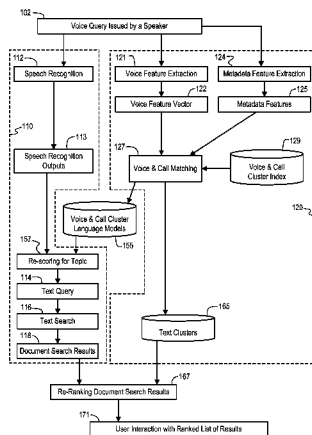 102
Voice Query Issued by a Speaker
112
Speech Recognition
121
Voice Feature Extraction
124
Metadata Feature Extraction
122
Voice Feature Vector
125
Metadata Features
110
113
Speech Recognition
Outputs
127
Voice & Call Matching
129
Voice & Call
Cluster Index
120
Voice & Call Cluster
Language Models
155
157
Re-scoring for Topic
114
Text Query
116
Text Search
118
Document Search Results
165
Text Clusters
167
Re-Ranking Document Search Results
171
User Interaction with Ranked List of Results